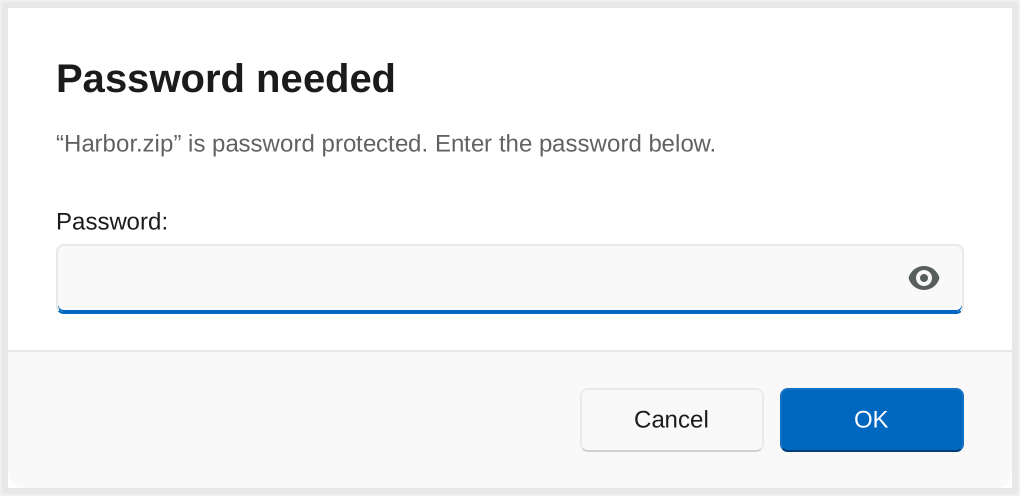 Password needed
“Harbor.zip” is password protected. Enter the password below.
Password:
Cancel
OK